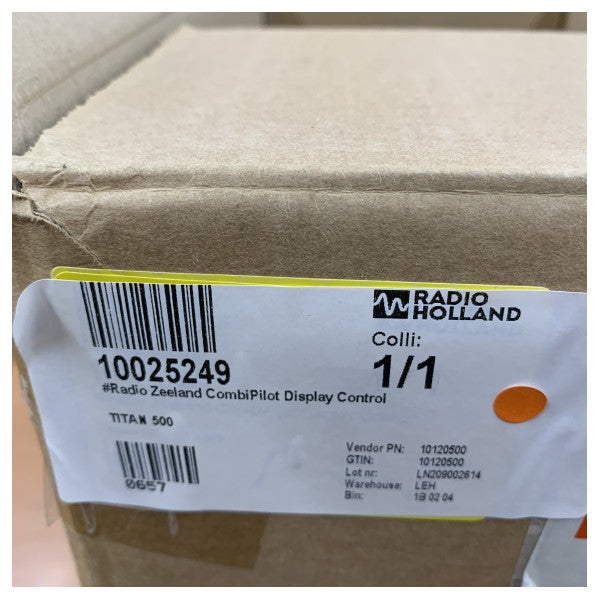 RADIO
HOLLAND
Colli:
1/1
10025249
#Radio Zeeland CombiPilot Display Control
TITAN 500
0657
Vendor PN: 10120500
GTIN: 10120500
Lot nr: LN209002614
Warehouse: LEH
Bin: 18 02 04